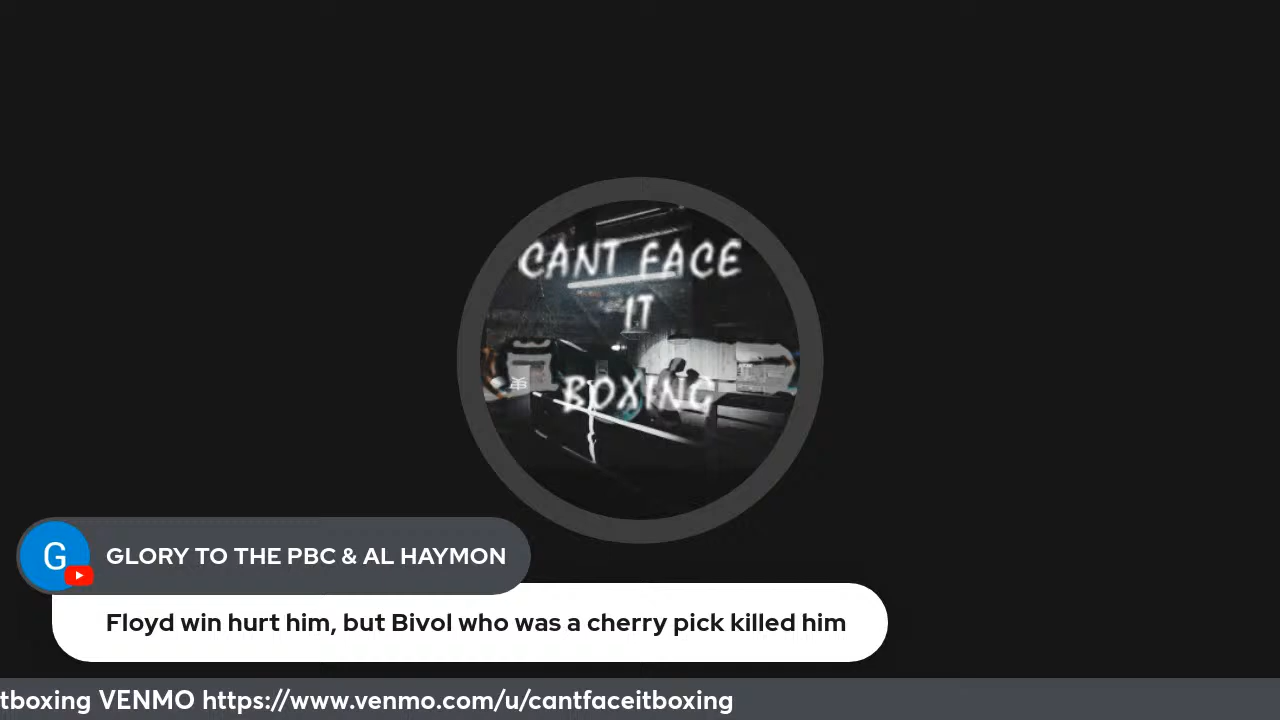 CANT FACE
IT
BOXING
G
GLORY TO THE PBC & AL HAYMON
Floyd win hurt him, but Bivol who was a cherry pick killed him
tboxing VENMO https://www.venmo.com/u/cantfaceitboxing